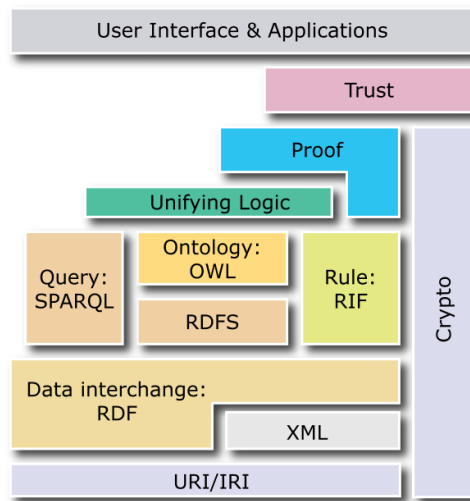 User Interface & Applications
Trust
Proof
Unifying Logic
Query:
SPARQL
Ontology:
OWL
RDFS
Rule:
RIF
Crypto
Data interchange:
RDF
XML
URI/IRI